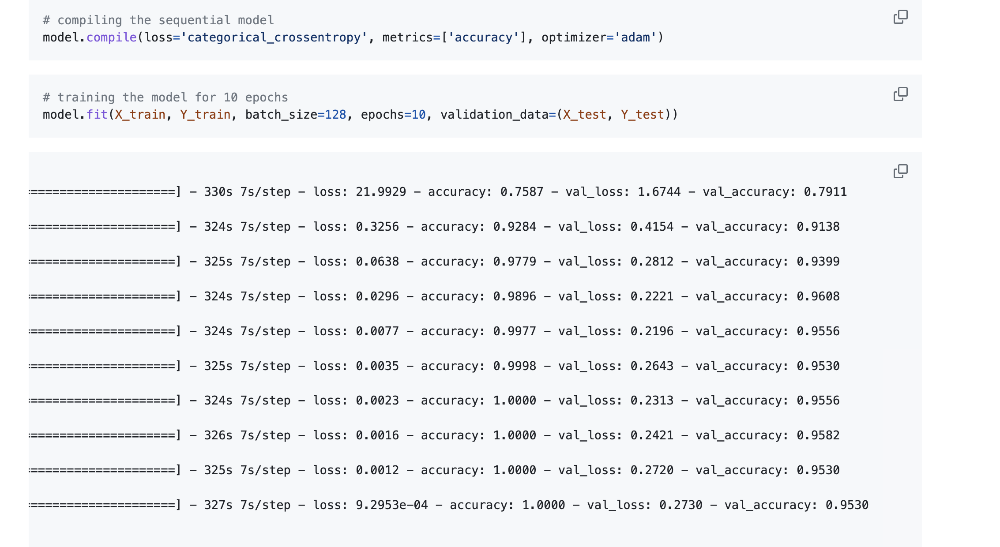 # compiling the sequential model
model.compile(loss='categorical_crossentropy', metrics=['accuracy'], optimizer='adam')
# training the model for 10 epochs
model.fit(X_train, Y_train, batch_size=128, epochs=10, validation_data=(X_test, Y_test))
====================] - 330s 7s/step - loss: 21.9929 - accuracy: 0.7587 - val_loss: 1.6744 - val_accuracy: 0.7911
====================] - 324s 7s/step - loss: 0.3256 - accuracy: 0.9284 - val_loss: 0.4154 - val_accuracy: 0.9138
====================] - 325s 7s/step - loss: 0.0638 - accuracy: 0.9779 - val_loss: 0.2812 - val_accuracy: 0.9399
====================] - 324s 7s/step - loss: 0.0296 - accuracy: 0.9896 - val_loss: 0.2221 - val_accuracy: 0.9608
====================] - 324s 7s/step - loss: 0.0077 - accuracy: 0.9977 - val_loss: 0.2196 - val_accuracy: 0.9556
====================] - 325s 7s/step - loss: 0.0035 - accuracy: 0.9998 - val_loss: 0.2643 - val_accuracy: 0.9530
====================] - 324s 7s/step - loss: 0.0023 - accuracy: 1.0000 - val_loss: 0.2313 - val_accuracy: 0.9556
====================] - 326s 7s/step - loss: 0.0016 - accuracy: 1.0000 - val_loss: 0.2421 - val_accuracy: 0.9582
====================] - 325s 7s/step - loss: 0.0012 - accuracy: 1.0000 - val_loss: 0.2720 - val_accuracy: 0.9530
====================] - 327s 7s/step - loss: 9.2953e-04 - accuracy: 1.0000 - val_loss: 0.2730 - val_accuracy: 0.9530